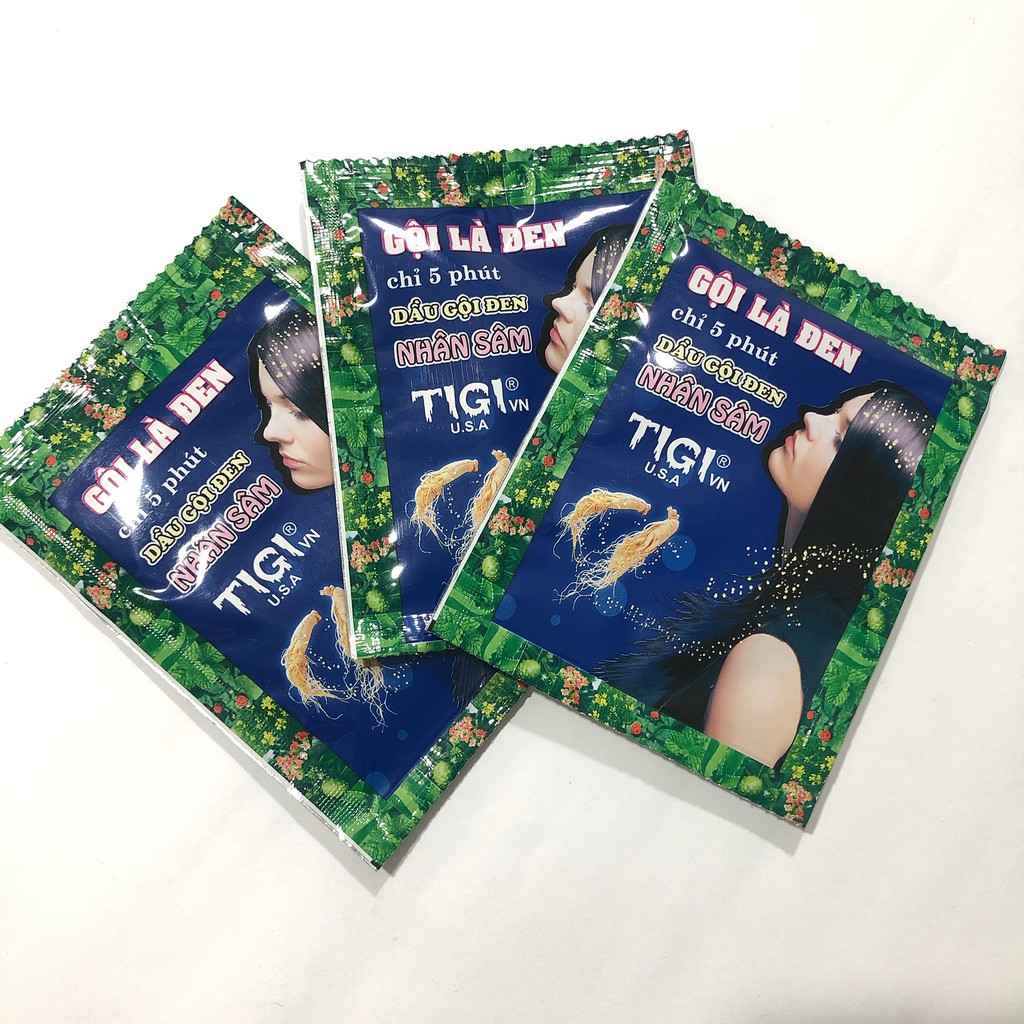 GỘI LÀ ĐEN
chỉ 5 phút
DẦU GỘI ĐEN
NHÂN SÂM
TIGI® VN
U.S.A
GỘI LÀ ĐEN
chỉ 5 phút
DẦU GỘI ĐEN
NHÂN SÂM
TIGI® VN
U.S.A
GỘI LÀ ĐEN
chỉ 5 phút
DẦU GỘI ĐEN
NHÂN SÂM
TIGI® VN
U.S.A